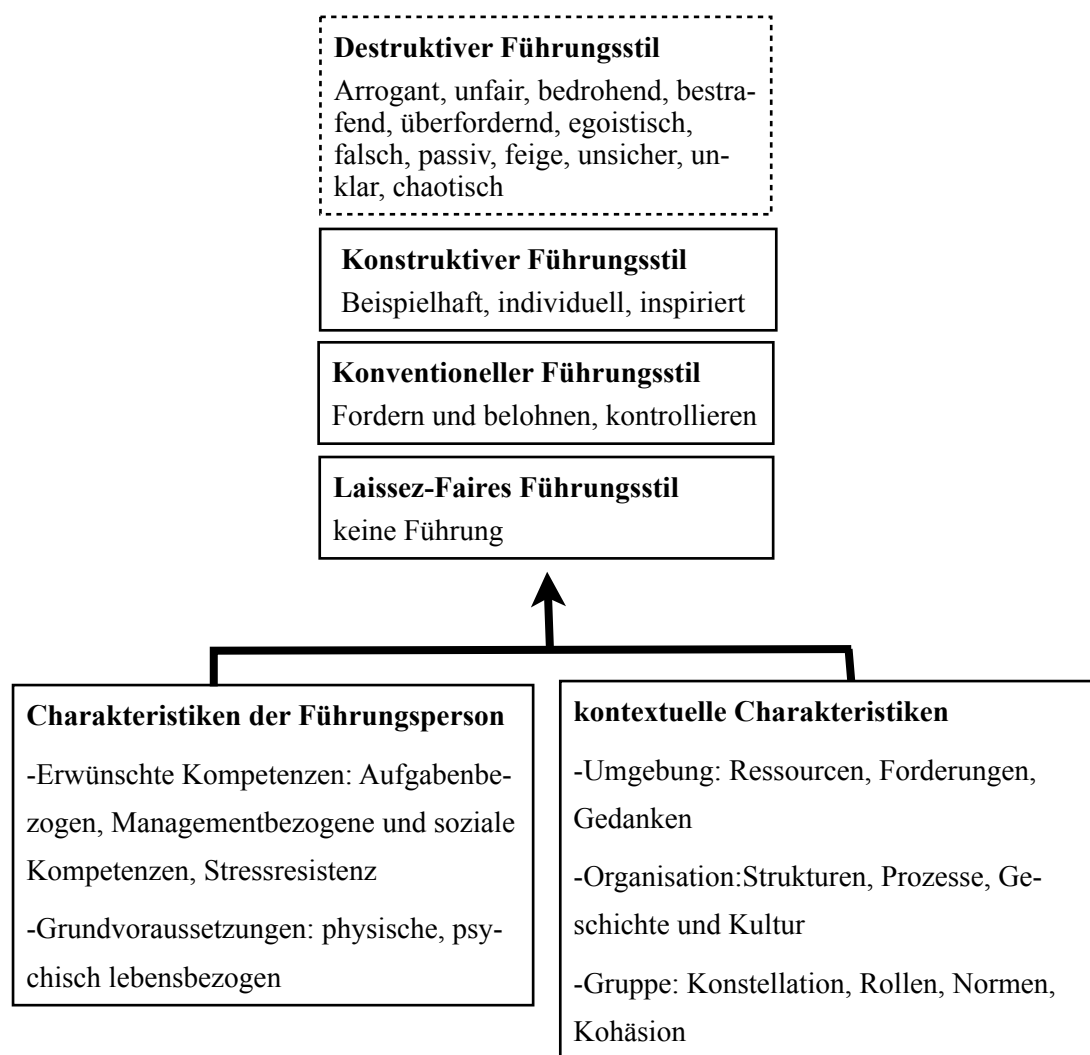 Destruktiver Führungsstil
Arrogant, unfair, bedrohend, bestra-
fend, überfordernd, egoistisch,
falsch, passiv, feige, unsicher, un-
klar, chaotisch
Konstruktiver Führungsstil
Beispielhaft, individuell, inspiriert
Konventioneller Führungsstil
Fordern und belohnen, kontrollieren
Laissez-Faires Führungsstil
keine Führung
Charakteristiken der Führungsperson
-Erwünschte Kompetenzen: Aufgabenbe-
zogen, Managementbezogene und soziale
Kompetenzen, Stressresistenz
-Grundvoraussetzungen: physische, psy-
chisch lebensbezogen
kontextuelle Charakteristiken
-Umgebung: Ressourcen, Forderungen,
Gedanken
-Organisation:Strukturen, Prozesse, Ge-
schichte und Kultur
-Gruppe: Konstellation, Rollen, Normen,
Kohäsion